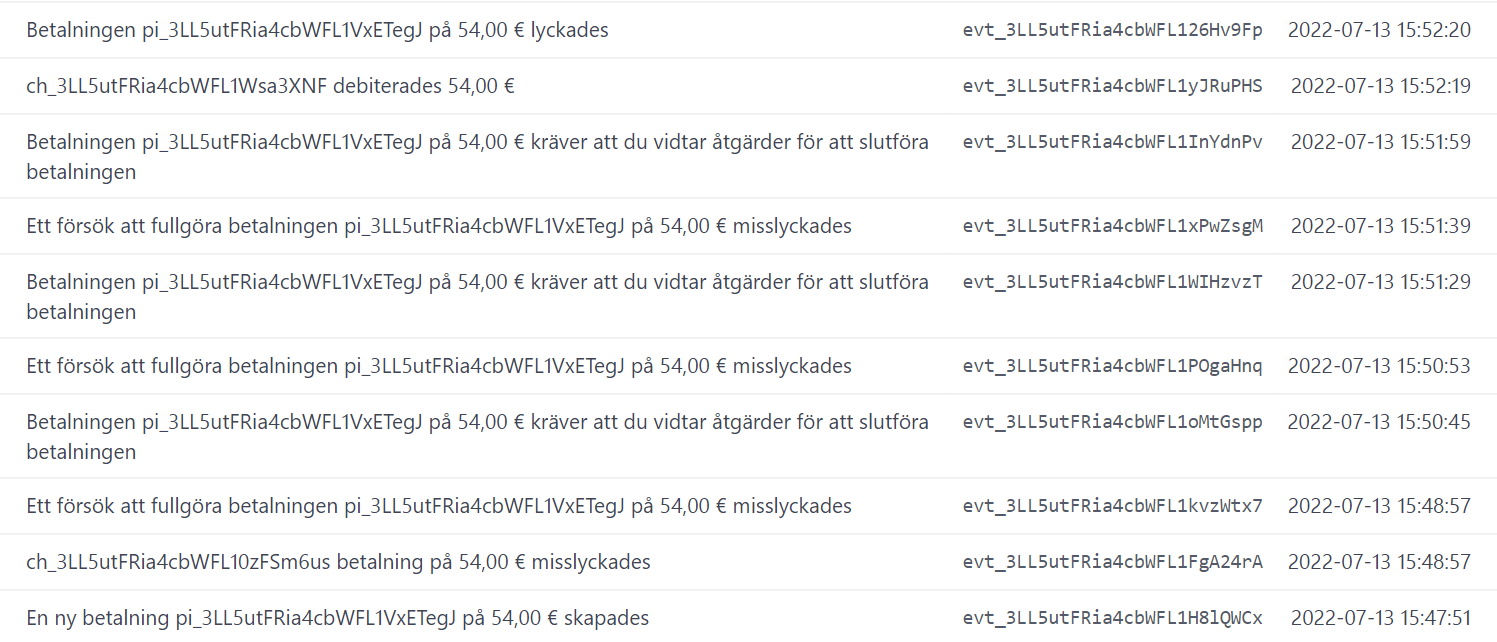 Betalningen pi_3LL5utFRia4cbWFL1VxETegJ på 54,00 € lyckades evt_3LL5utFRia4cbWFL126Hv9Fp 2022-07-13 15:52:20
ch_3LL5utFRia4cbWFL1Wsa3XNF debiterades 54,00 € evt_3LL5utFRia4cbWFL1yJRuPHS 2022-07-13 15:52:19
Betalningen pi_3LL5utFRia4cbWFL1VxETegJ på 54,00 € kräver att du vidtar åtgärder för att slutföra evt_3LL5utFRia4cbWFL1InYdnPv 2022-07-13 15:51:59
betalningen
Ett försök att fullgöra betalningen pi_3LL5utFRia4cbWFL1VxETegJ på 54,00 € misslyckades evt_3LL5utFRia4cbWFL1xPwZsgM 2022-07-13 15:51:39
Betalningen pi_3LL5utFRia4cbWFL1VxETegJ på 54,00 € kräver att du vidtar åtgärder för att slutföra evt_3LL5utFRia4cbWFL1WIHzvzT 2022-07-13 15:51:29
betalningen
Ett försök att fullgöra betalningen pi_3LL5utFRia4cbWFL1VxETegJ på 54,00 € misslyckades evt_3LL5utFRia4cbWFL1POgaHnq 2022-07-13 15:50:53
Betalningen pi_3LL5utFRia4cbWFL1VxETegJ på 54,00 € kräver att du vidtar åtgärder för att slutföra evt_3LL5utFRia4cbWFL1oMtGspp 2022-07-13 15:50:45
betalningen
Ett försök att fullgöra betalningen pi_3LL5utFRia4cbWFL1VxETegJ på 54,00 € misslyckades evt_3LL5utFRia4cbWFL1kvzWtx7 2022-07-13 15:48:57
ch_3LL5utFRia4cbWFL10zFSm6us betalning på 54,00 € misslyckades evt_3LL5utFRia4cbWFL1FgA24rA 2022-07-13 15:48:57
En ny betalning pi_3LL5utFRia4cbWFL1VxETegJ på 54,00 € skapades evt_3LL5utFRia4cbWFL1H8lQWCx 2022-07-13 15:47:51